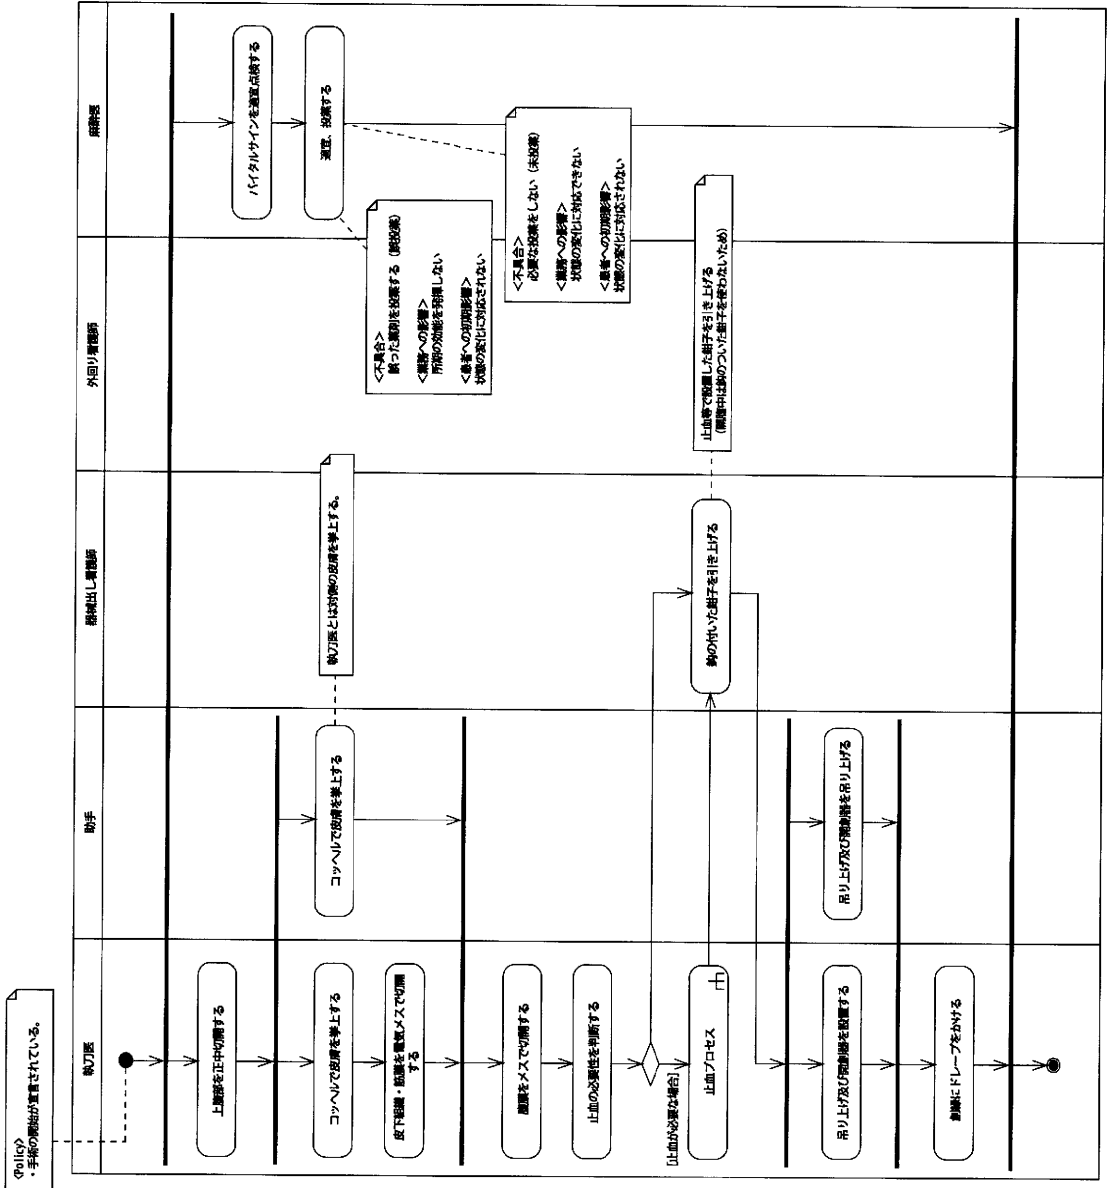 <Policy>
・手術の開始が宣言されている。
執刀医
助手
器械出し看護師
外回り看護師
麻酔医
上腹部を正中切開する
コッヘルで皮膚を挙上する
皮下組織・筋膜を電気メスで切開
する
腹膜をメスで切開する
止血の必要性を判断する
[止血が必要な場合]
止血プロセス
吊り上げ及び開創器を設置する
創縁にドレープをかける
コッヘルで皮膚を挙上する
吊り上げ及び開創器を吊り上げる
執刀医とは対側の皮膚を挙上する。
鈎の付いた鉗子を引き上げる
止血等で設置した鉗子を引き上げる
(開腹中は鈎のついた鉗子を使わないため)
バイタルサインを適宜点検する
適宜、投薬する
<不具合>
誤った薬剤を投薬する（誤投薬）
<業務への影響>
所期の効能を発揮しない
<患者への初期影響>
状態の変化に対応されない
<不具合>
必要な投薬をしない（未投薬）
<業務への影響>
状態の変化に対応できない
<患者への初期影響>
状態の変化に対応されない